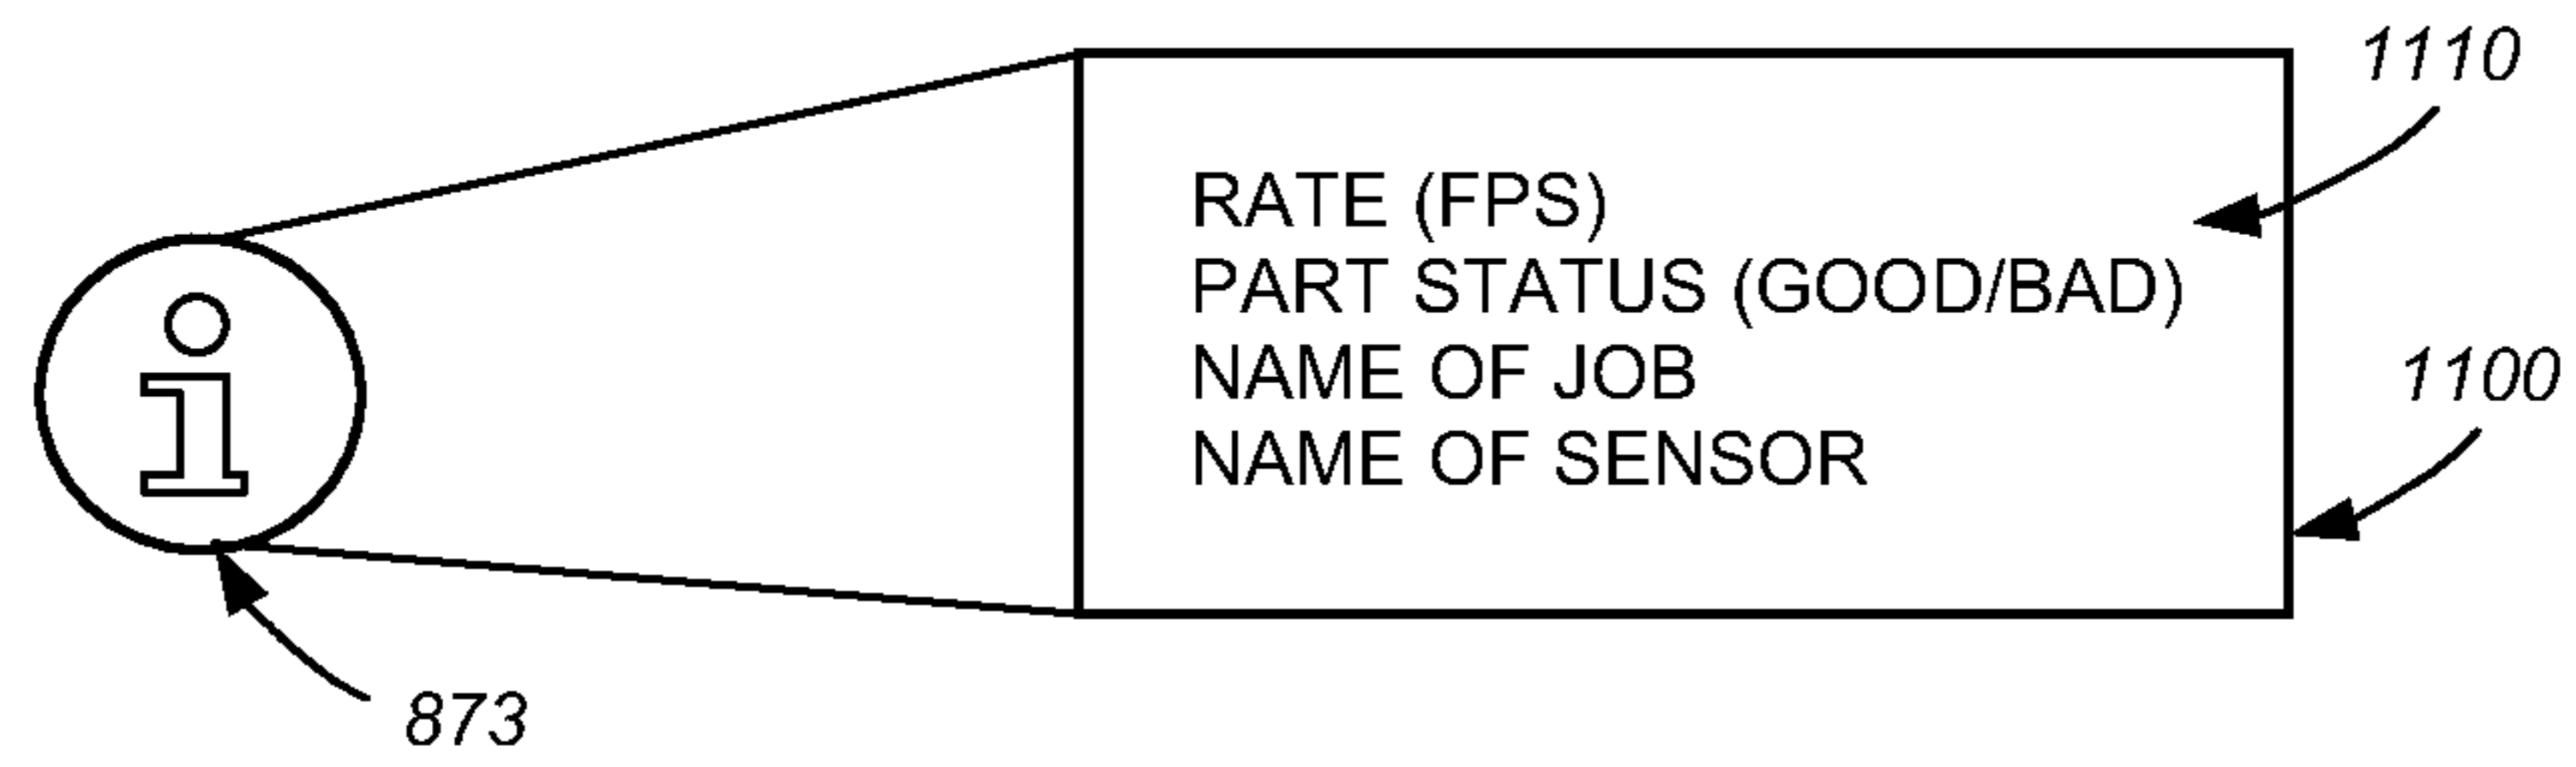 1110
RATE (FPS)
PART STATUS (GOOD/BAD)
NAME OF JOB
NAME OF SENSOR
1100
i
873